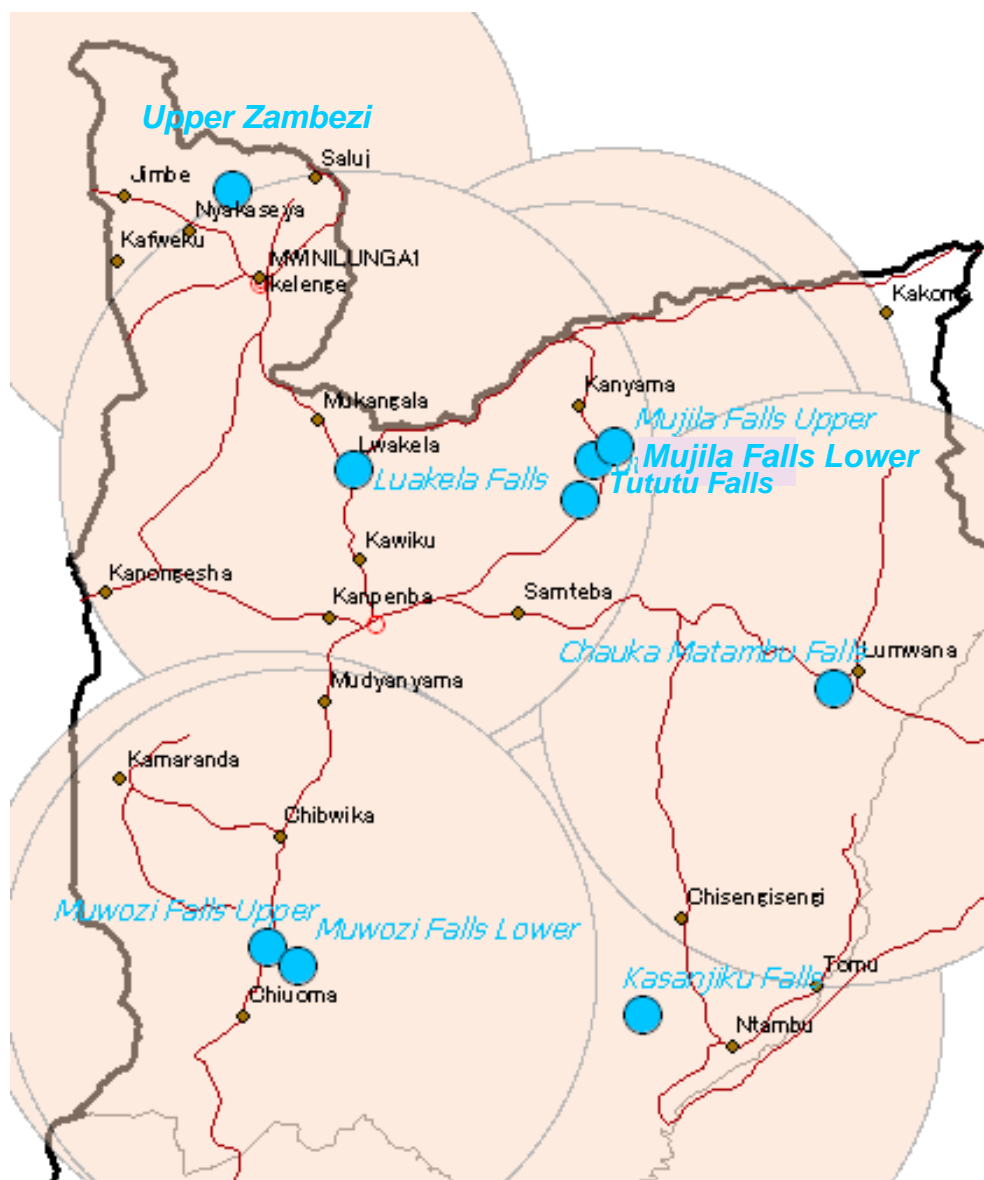 Upper Zambezi
Saluj
Jimbe
Nyakaseya
Kafweku
MWINILUNGA1
Ikelenge
Kakoma
Kanyama
Mukangala
Mujila Falls Upper
Lwakela
Mujila Falls Lower
Luakela Falls
Tututu Falls
Kawiku
Kanongesha
Kanpenba
Samteba
Chauka Matambu Falls
Lumwana
Mudyanyama
Kamaranda
Chibwika
Chisengisengi
Muwozi Falls Upper
Muwozi Falls Lower
Kasanjiku Falls
Tomu
Chiuoma
Ntambu